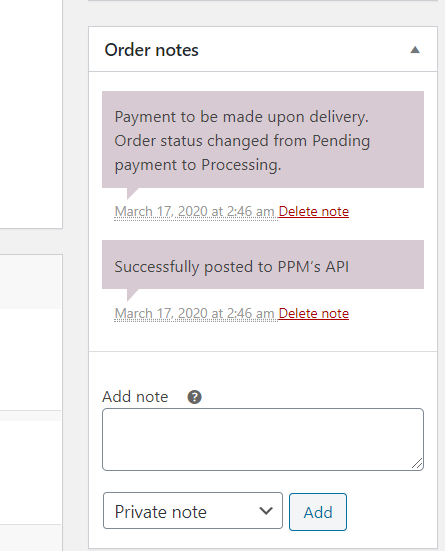 Order notes
Payment to be made upon delivery.
Order status changed from Pending
payment to Processing.
March 17, 2020 at 2:46 am Delete note
Successfully posted to PPM's API
March 17, 2020 at 2:46 am Delete note
Add note ?
Private note
Add